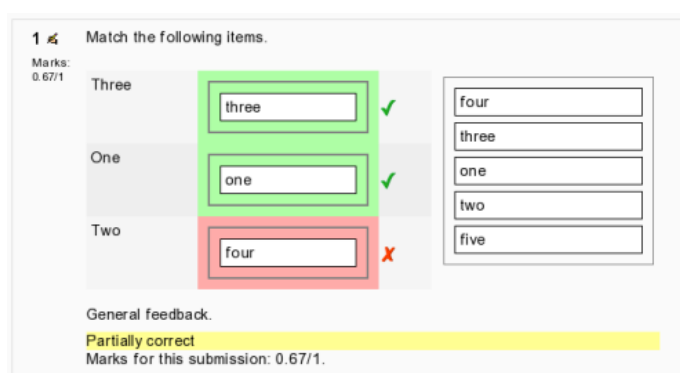 1 Match the following items.
Marks:
0.67/1
Three
three
One
one
Two
four
four
three
one
two
five
General feedback.
Partially correct
Marks for this submission: 0.67/1.